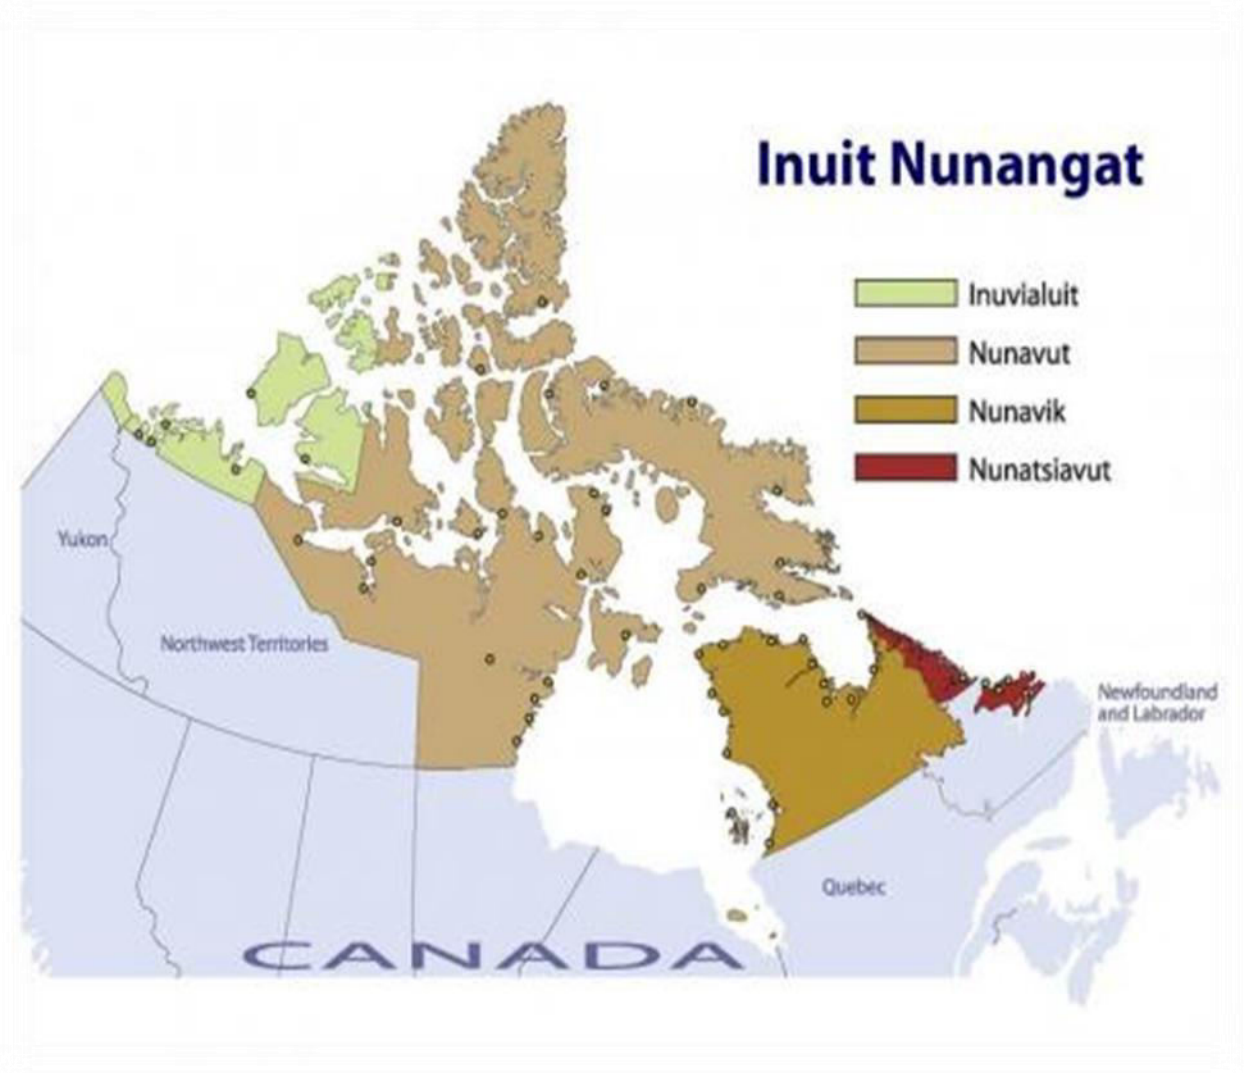 Inuit Nunangat
Inuvialuit
Nunavut
Nunavik
Nunatsiavut
Yukon
Northwest Territories
Newfoundland
and Labrador
Quebec
CANADA